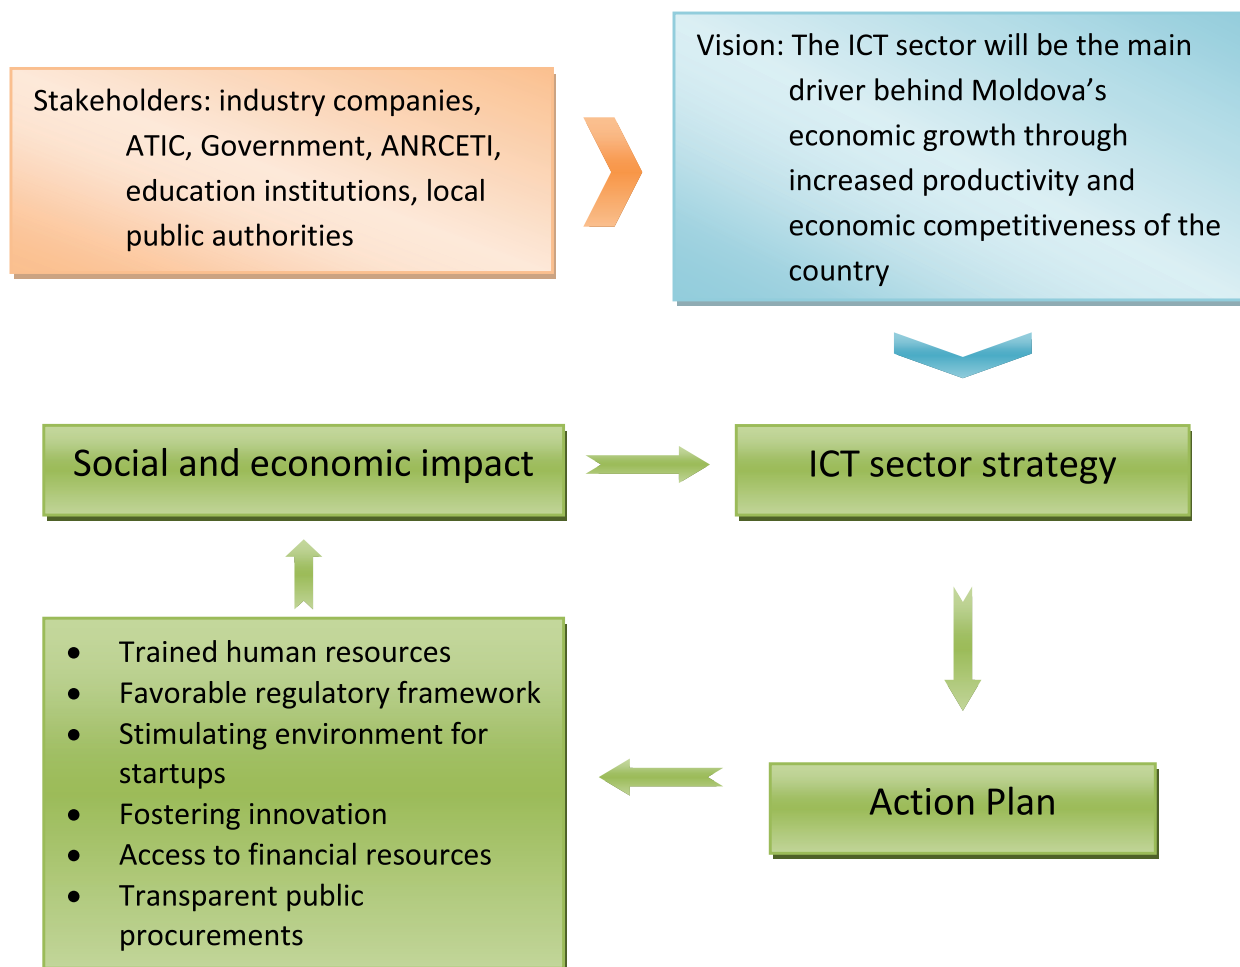 Stakeholders: industry companies,
ATIC, Government, ANRCETI,
education institutions, local
public authorities
Vision: The ICT sector will be the main
driver behind Moldova’s
economic growth through
increased productivity and
economic competitiveness of the
country
Social and economic impact
ICT sector strategy
• Trained human resources
• Favorable regulatory framework
• Stimulating environment for
startups
• Fostering innovation
• Access to financial resources
• Transparent public
procurements
Action Plan